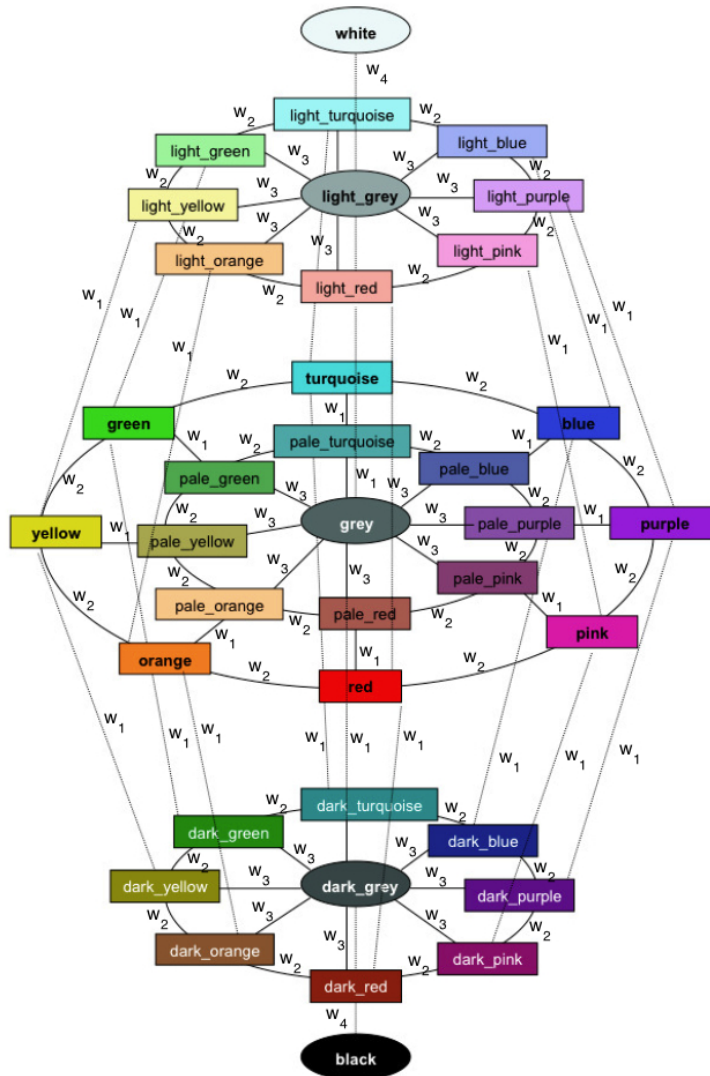 white
w4
light_turquoise
w2
w2
light_green
light_blue
w3
w3
w2
w3
w3
w2
light_yellow
light_grey
light_purple
w3
w3
w2
w2
light_orange
w3
light_pink
w2
light_red
w2
w1
w1
w1
w1
w1
w1
turquoise
w2
w2
green
w1
blue
w1
w2
pale_turquoise
w2
w1
w2
pale_green
w1
pale_blue
w2
w3
w3
w2
w2
yellow
w1
pale_yellow
w3
grey
w3
pale_purple
w1
purple
w2
w3
w3
w2
w2
w2
pale_orange
w2
pale_red
w2
pale_pink
w1
w1
w1
pink
orange
w2
red
w2
w1
w1
w1
w1
w1
w1
w1
w1
w1
dark_turquoise
w2
w2
dark_green
dark_blue
w2
w3
w3
w2
dark_yellow
w3
dark_grey
w3
dark_purple
w2
w3
w3
w2
dark_orange
w3
dark_pink
w2
dark_red
w2
w4
black